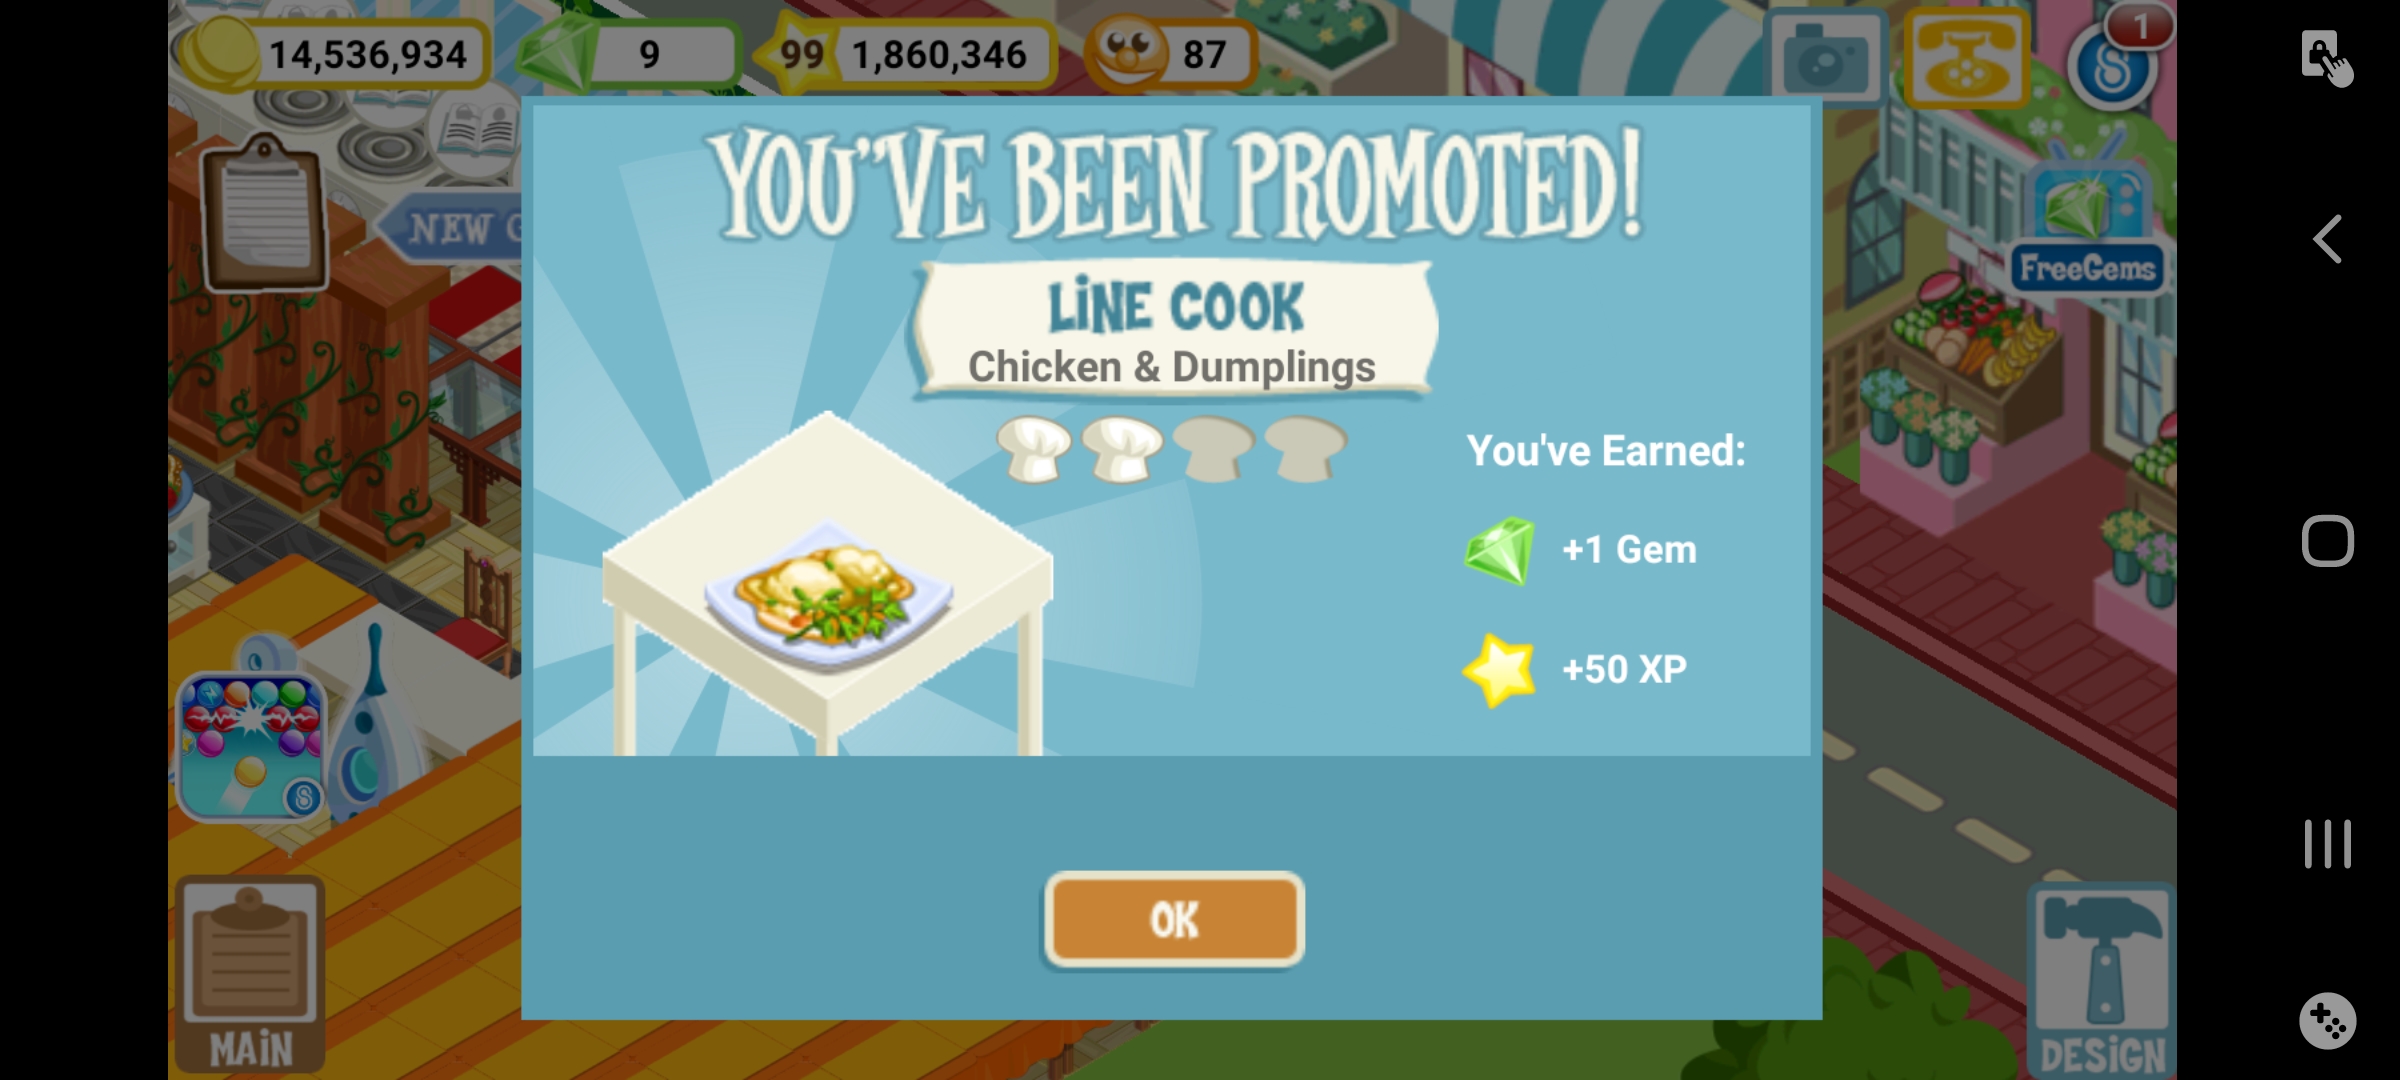 14,536,934
9
99 1,860,346
87
1
NEW
FreeGems
YOU"VE BEEN PROMOTED!
LINE COOK
Chicken & Dumplings
You've Earned:
+1 Gem
+50 XP
OK
MAIN
DESIGN